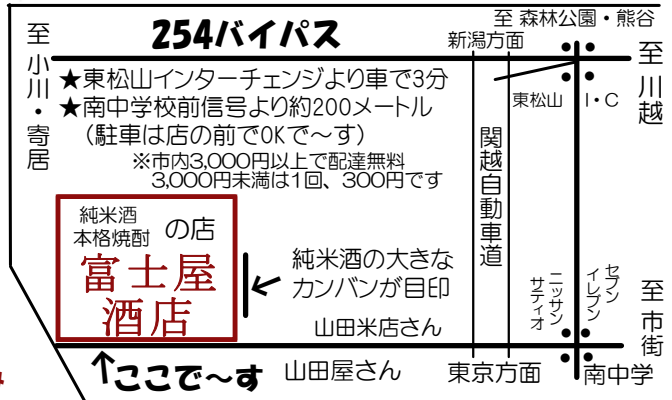 至 森林公園・熊谷
254バイパス
新潟方面
至小川・寄居
至川越
★東松山インターチェンジより車で3分
★南中学校前信号より約200メートル
(駐車は店の前でOKで〜す)
※市内3,000円以上で配達無料
3,000円未満は1回、300円です
東松山 I・C
関越自動車道
純米酒
本格焼酎 の店
富士屋
酒店
純米酒の大きな
カンバンが目印
山田米店さん
ニッサン
サティオ
セブン
イレブン
至市街
↑ここで〜す
山田屋さん
東京方面
南中学